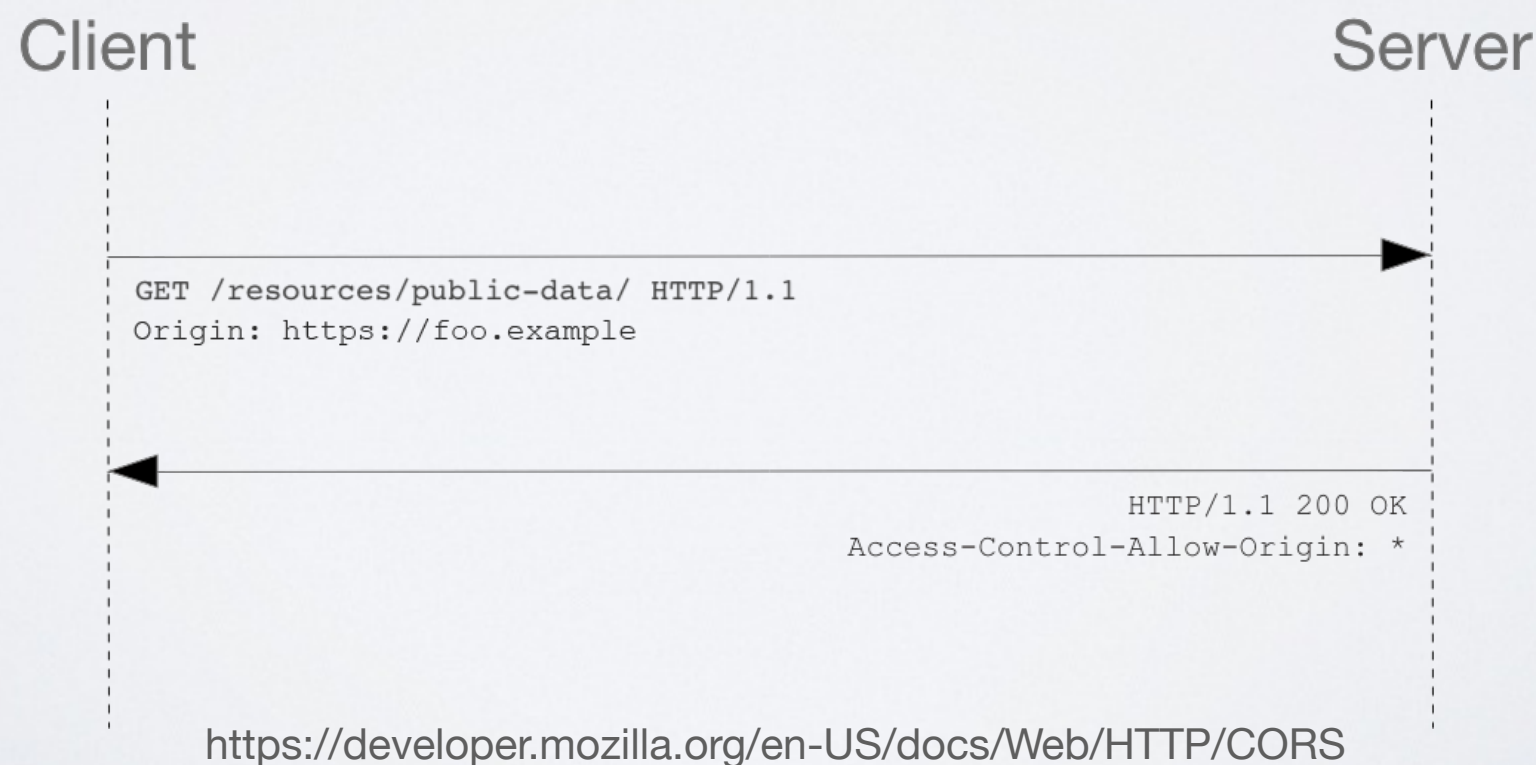 Client
Server
GET /resources/public-data/ HTTP/1.1
Origin: https://foo.example
HTTP/1.1 200 OK
Access-Control-Allow-Origin: *
https://developer.mozilla.org/en-US/docs/Web/HTTP/CORS